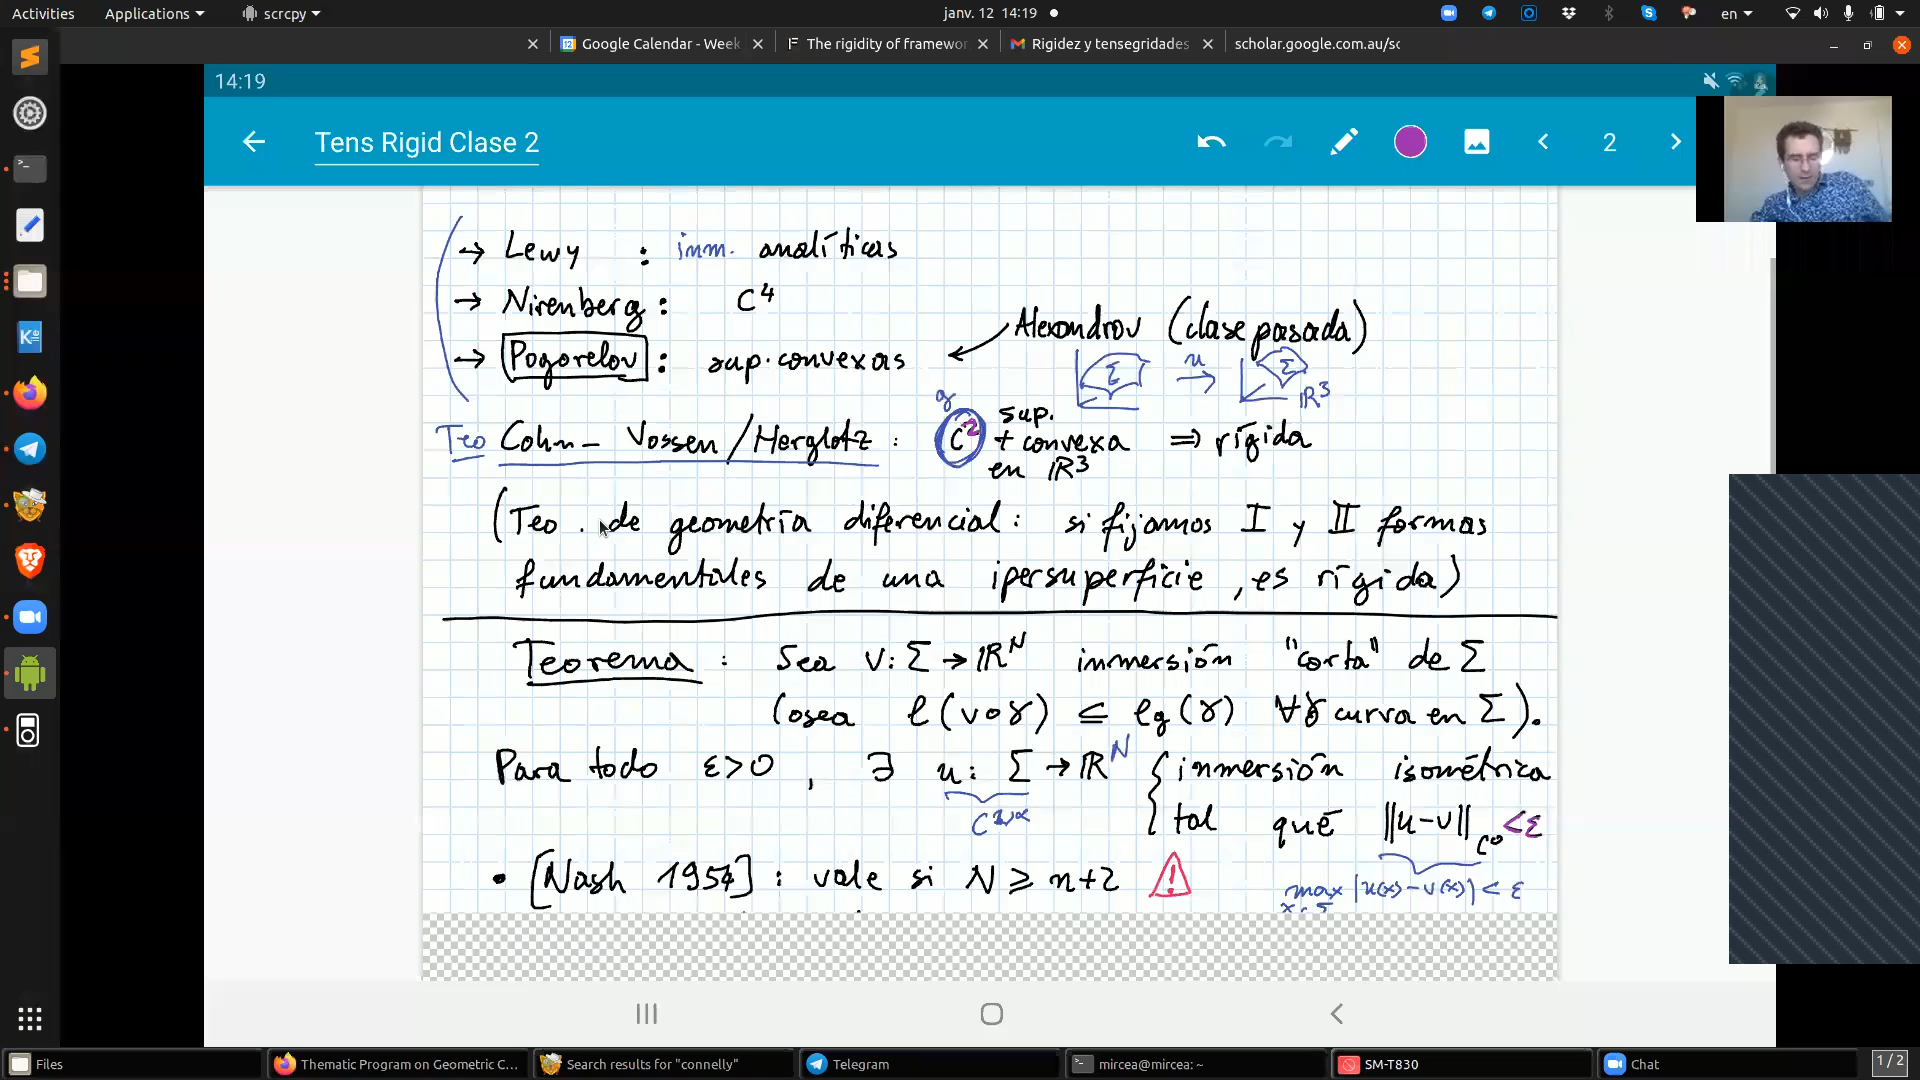 Activities Applications scrcpy janv. 12 14:19 en
Google Calendar - Week The rigidity of framewo Rigidez y tensegridades scholar.google.com.au/sc
14:19
Tens Rigid Clase 2 2
→ Lewy : inm. analíticas
→ Nirenberg : C⁴
Alexandrov (clase pasada)
→ Pogorelov : sup. convexas
Σ u → Σ ℝ³
g
Teo Cohn-Vossen/Herglotz : C² sup. + convexa en ℝ³ ⇒ rígida
(Teo. de geometría diferencial: si fijamos I y II formas
fundamentales de una ipersuperficie, es rígida)
Teorema : Sea v: Σ → ℝᴺ inmersión "corta" de Σ
(osea ℓ(v∘γ) ≤ ℓg(γ) ∀γ curva en Σ).
Para todo ε>0, ∃ u: Σ → ℝᴺ { inmersión isométrica
tal qué ||u-v||C⁰ <ε
• [Nash 1954] : vale si N ≥ n+2
max |u(x)-v(x)| < ε
Files Thematic Program on Geometric C... Search results for "connelly" Telegram mircea@mircea: ~ SM-T830 Chat 1 / 2